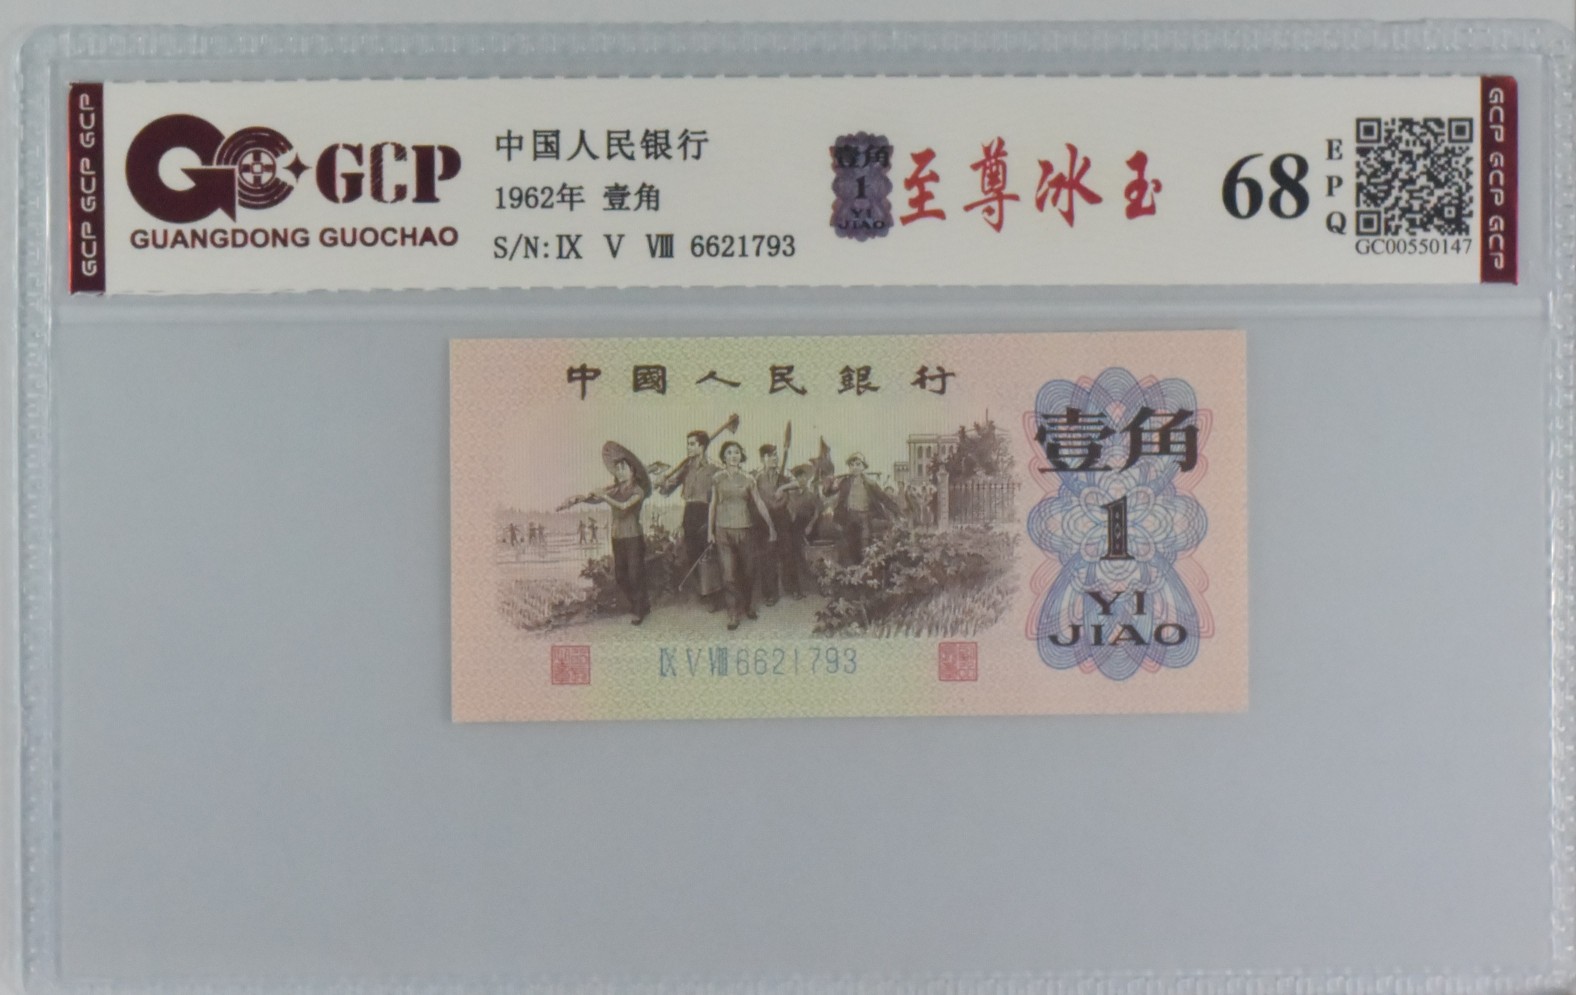 GCP GCP GCP
GCP
GUANGDONG GUOCHAO
中国人民银行
1962年 壹角
S/N:Ⅸ Ⅴ Ⅷ 6621793
壹角
1
YI
JIAO
至尊冰玉
68
EPQ
GC00550147
GCP GCP GCP
中國人民銀行
壹角
1
YI
JIAO
Ⅸ Ⅴ Ⅷ 6621793